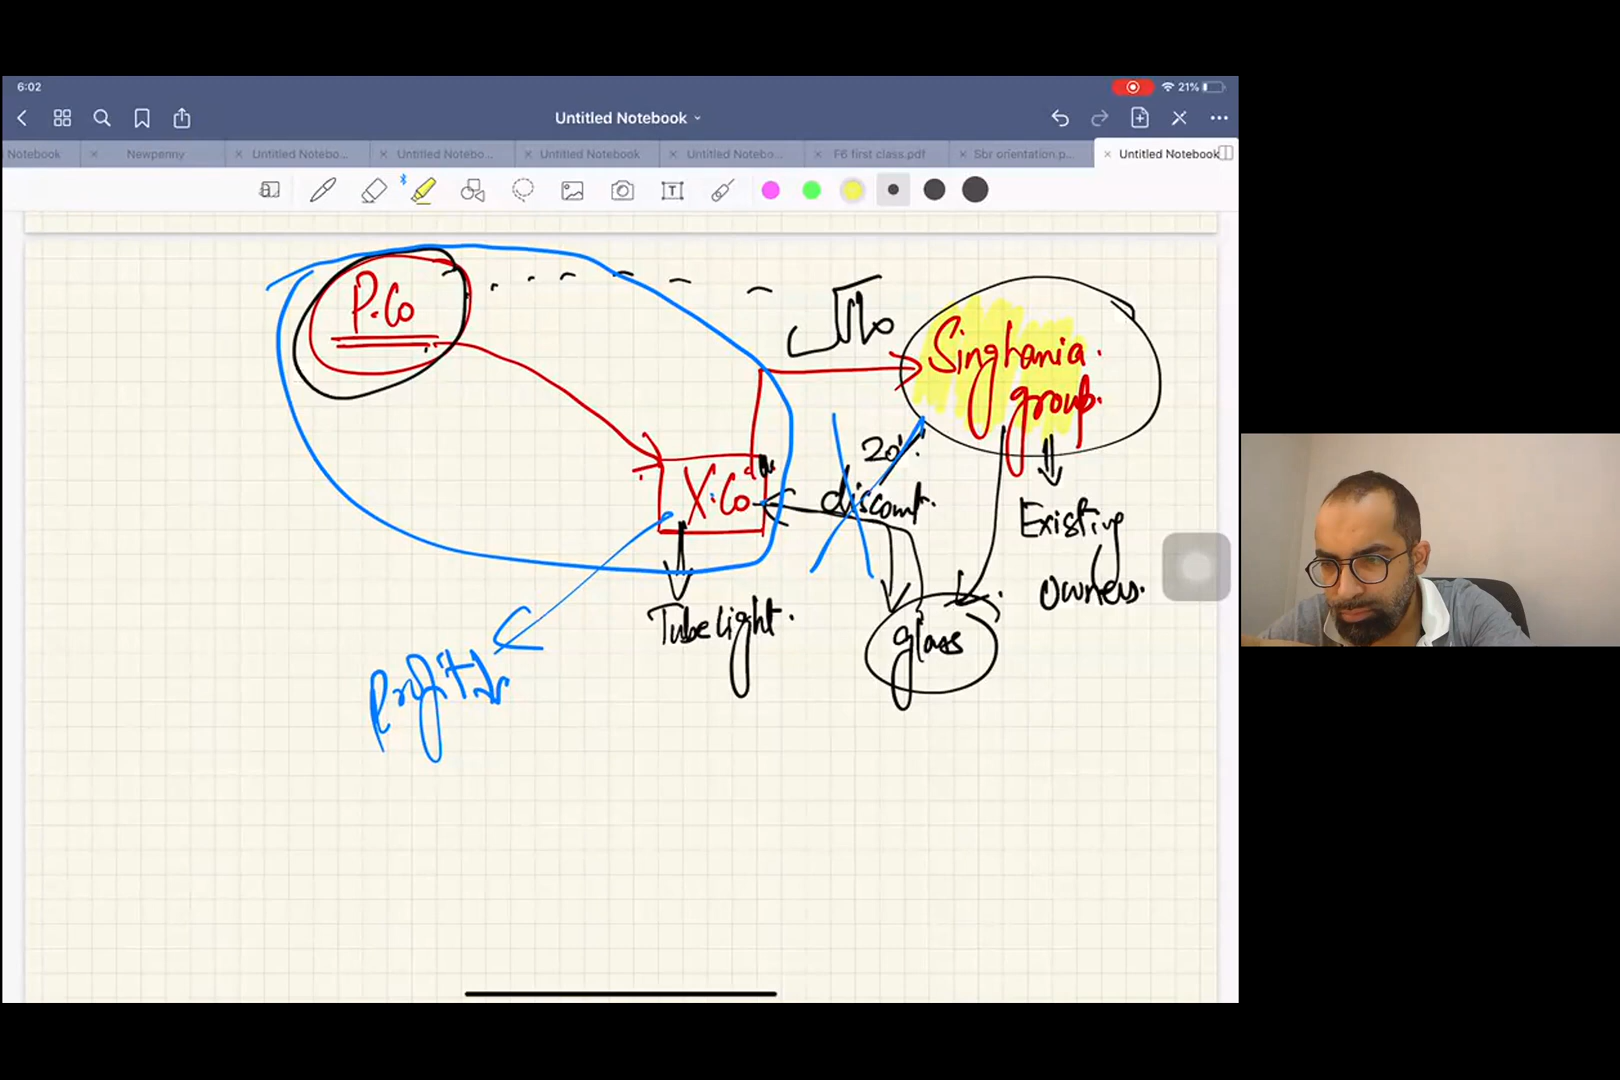 6:02
21%
Untitled Notebook
Notebook
Newpenny
Untitled Notebo...
Untitled Notebo...
Untitled Notebook
Untitled Notebo...
F6 first class.pdf
Sbr orientation.p...
Untitled Notebook
T
P.Co
Singhania
group.
20%
discount.
X.Co
Existing
owners.
Tubelight.
glass
Profit↓